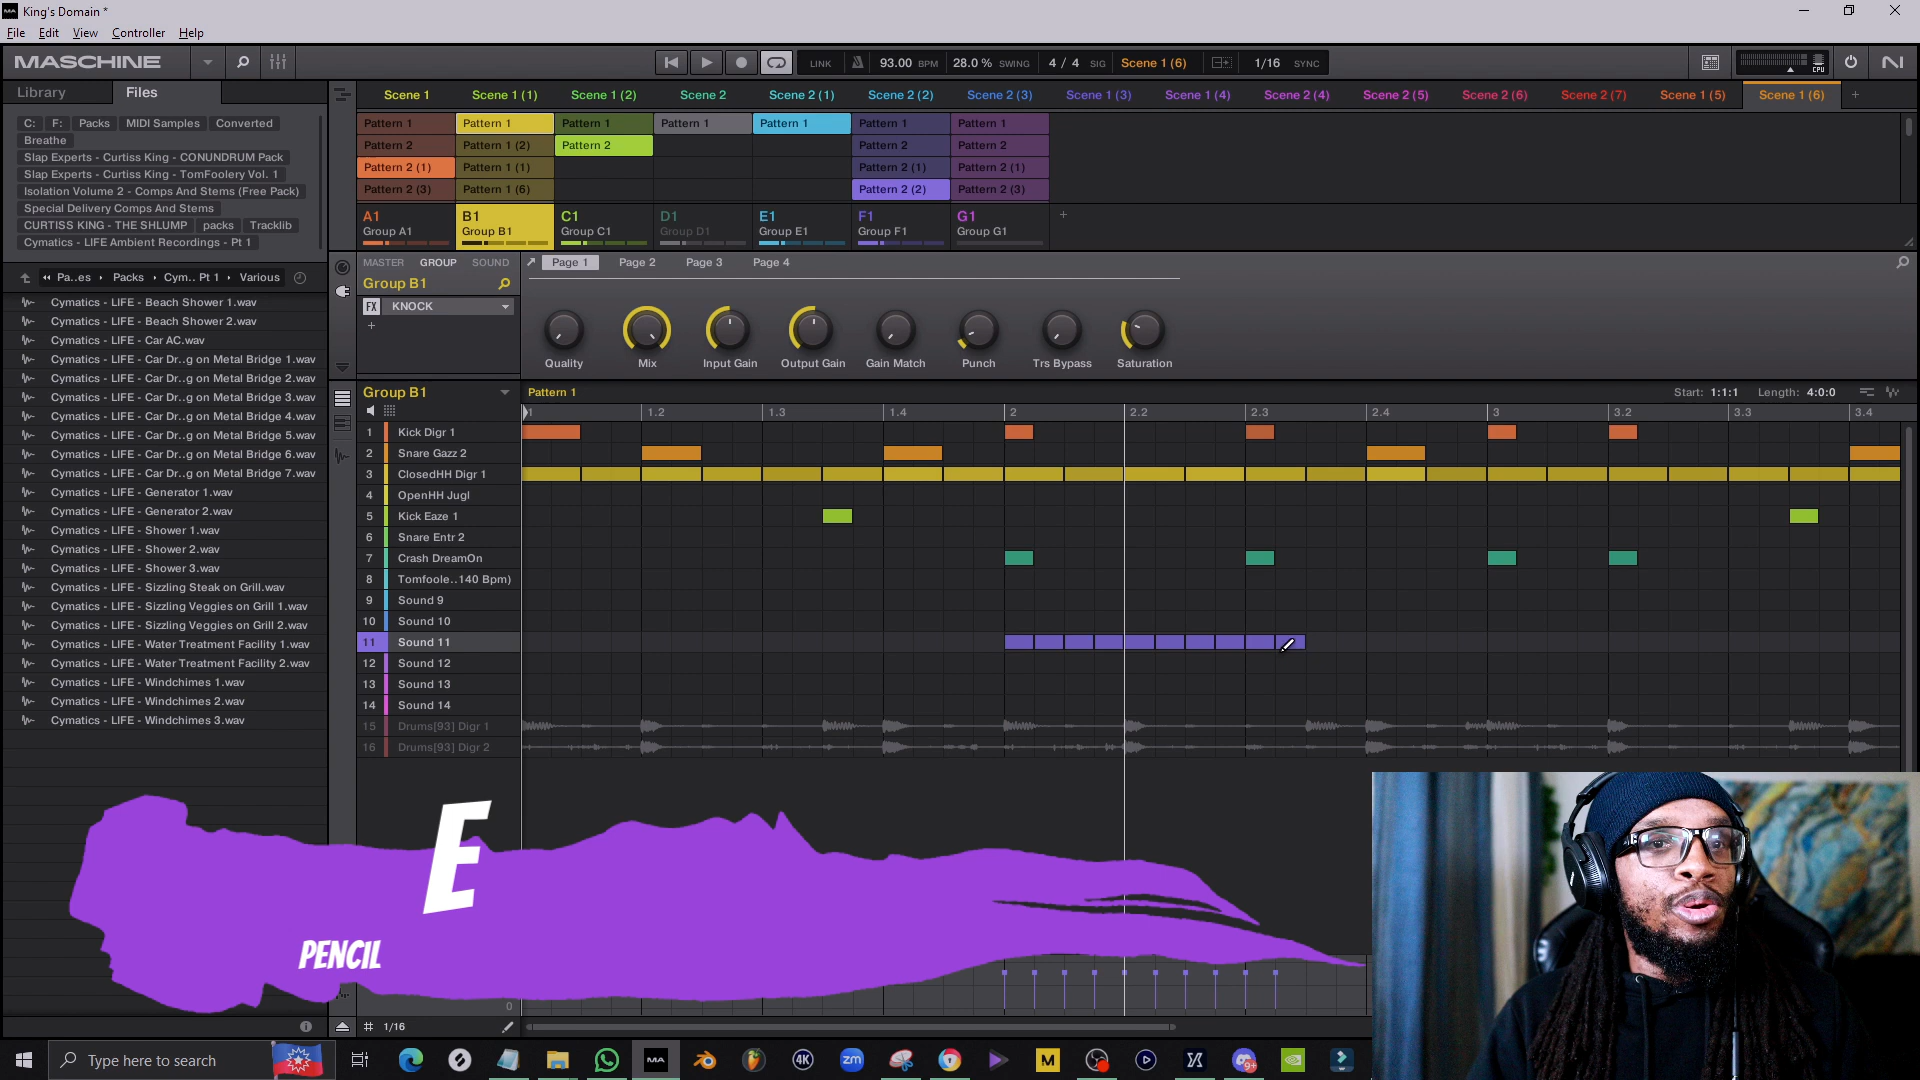 King's Domain *
File Edit View Controller Help
MASCHINE
LINK 93.00 BPM 28.0 % SWING 4 / 4 SIG Scene 1 (6) 1/16 SYNC
CPU
Library Files
Scene 1 Scene 1 (1) Scene 1 (2) Scene 2 Scene 2 (1) Scene 2 (2) Scene 2 (3) Scene 1 (3) Scene 1 (4) Scene 2 (4) Scene 2 (5) Scene 2 (6) Scene 2 (7) Scene 1 (5) Scene 1 (6) +
C: F: Packs MIDI Samples Converted
Breathe
Slap Experts - Curtiss King - CONUNDRUM Pack
Slap Experts - Curtiss King - TomFoolery Vol. 1
Isolation Volume 2 - Comps And Stems (Free Pack)
Special Delivery Comps And Stems
CURTISS KING - THE SHLUMP packs Tracklib
Cymatics - LIFE Ambient Recordings - Pt 1
Pattern 1 Pattern 1 Pattern 1 Pattern 1 Pattern 1 Pattern 1 Pattern 1
Pattern 2 Pattern 1 (2) Pattern 2 Pattern 2 Pattern 2
Pattern 2 (1) Pattern 1 (1) Pattern 2 (1) Pattern 2 (1)
Pattern 2 (3) Pattern 1 (6) Pattern 2 (2) Pattern 2 (3)
A1 B1 C1 D1 E1 F1 G1 +
Group A1 Group B1 Group C1 Group D1 Group E1 Group F1 Group G1
Pa..es Packs Cym.. Pt 1 Various
MASTER GROUP SOUND Page 1 Page 2 Page 3 Page 4
Group B1
FX KNOCK
+
Quality Mix Input Gain Output Gain Gain Match Punch Trs Bypass Saturation
Cymatics - LIFE - Beach Shower 1.wav
Cymatics - LIFE - Beach Shower 2.wav
Cymatics - LIFE - Car AC.wav
Cymatics - LIFE - Car Dr..g on Metal Bridge 1.wav
Cymatics - LIFE - Car Dr..g on Metal Bridge 2.wav
Cymatics - LIFE - Car Dr..g on Metal Bridge 3.wav
Cymatics - LIFE - Car Dr..g on Metal Bridge 4.wav
Cymatics - LIFE - Car Dr..g on Metal Bridge 5.wav
Cymatics - LIFE - Car Dr..g on Metal Bridge 6.wav
Cymatics - LIFE - Car Dr..g on Metal Bridge 7.wav
Cymatics - LIFE - Generator 1.wav
Cymatics - LIFE - Generator 2.wav
Cymatics - LIFE - Shower 1.wav
Cymatics - LIFE - Shower 2.wav
Cymatics - LIFE - Shower 3.wav
Cymatics - LIFE - Sizzling Steak on Grill.wav
Cymatics - LIFE - Sizzling Veggies on Grill 1.wav
Cymatics - LIFE - Sizzling Veggies on Grill 2.wav
Cymatics - LIFE - Water Treatment Facility 1.wav
Cymatics - LIFE - Water Treatment Facility 2.wav
Cymatics - LIFE - Windchimes 1.wav
Cymatics - LIFE - Windchimes 2.wav
Cymatics - LIFE - Windchimes 3.wav
Group B1 Pattern 1 Start: 1:1:1 Length: 4:0:0
1 1.2 1.3 1.4 2 2.2 2.3 2.4 3 3.2 3.3 3.4
1 Kick Digr 1
2 Snare Gazz 2
3 ClosedHH Digr 1
4 OpenHH Jugl
5 Kick Eaze 1
6 Snare Entr 2
7 Crash DreamOn
8 Tomfoole..140 Bpm)
9 Sound 9
10 Sound 10
11 Sound 11
12 Sound 12
13 Sound 13
14 Sound 14
15 Drums[93] Digr 1
16 Drums[93] Digr 2
E
PENCIL
0
1/16
Type here to search
MA 4K zm M 9+